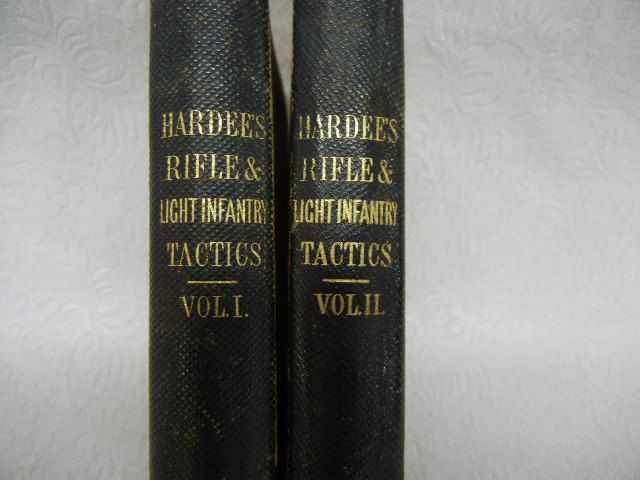 HARDEE'S
RIFLE &
LIGHT INFANTRY
TACTICS
VOL. I.
HARDEE'S
RIFLE &
LIGHT INFANTRY
TACTICS
VOL. II.